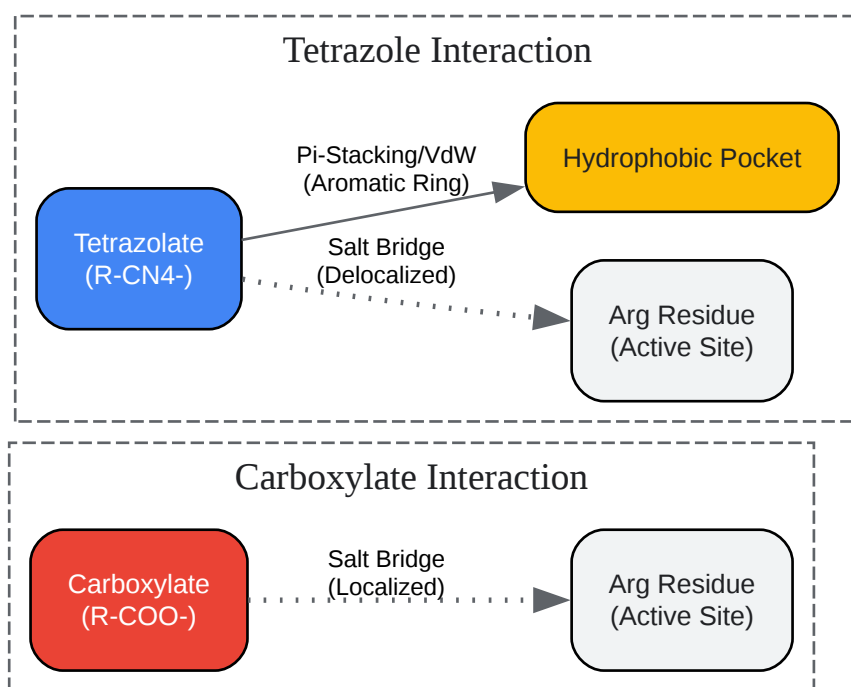 Tetrazole Interaction
Pi-Stacking/VdW
(Aromatic Ring)
Hydrophobic Pocket
Tetrazolate
(R-CN4-)
Salt Bridge
(Delocalized)
Arg Residue
(Active Site)
Carboxylate Interaction
Carboxylate
(R-COO-)
Salt Bridge
(Localized)
Arg Residue
(Active Site)